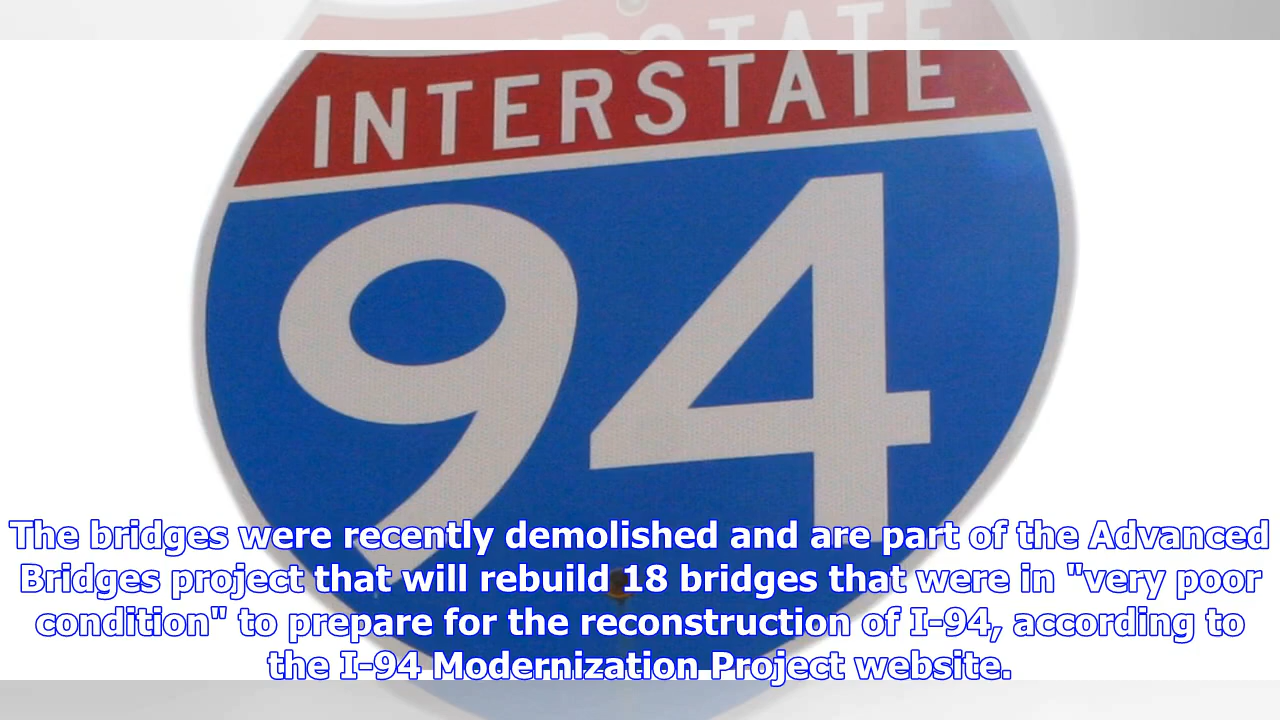 INTERSTATE
94
The bridges were recently demolished and are part of the Advanced
Bridges project that will rebuild 18 bridges that were in "very poor
condition" to prepare for the reconstruction of I-94, according to
the I-94 Modernization Project website.